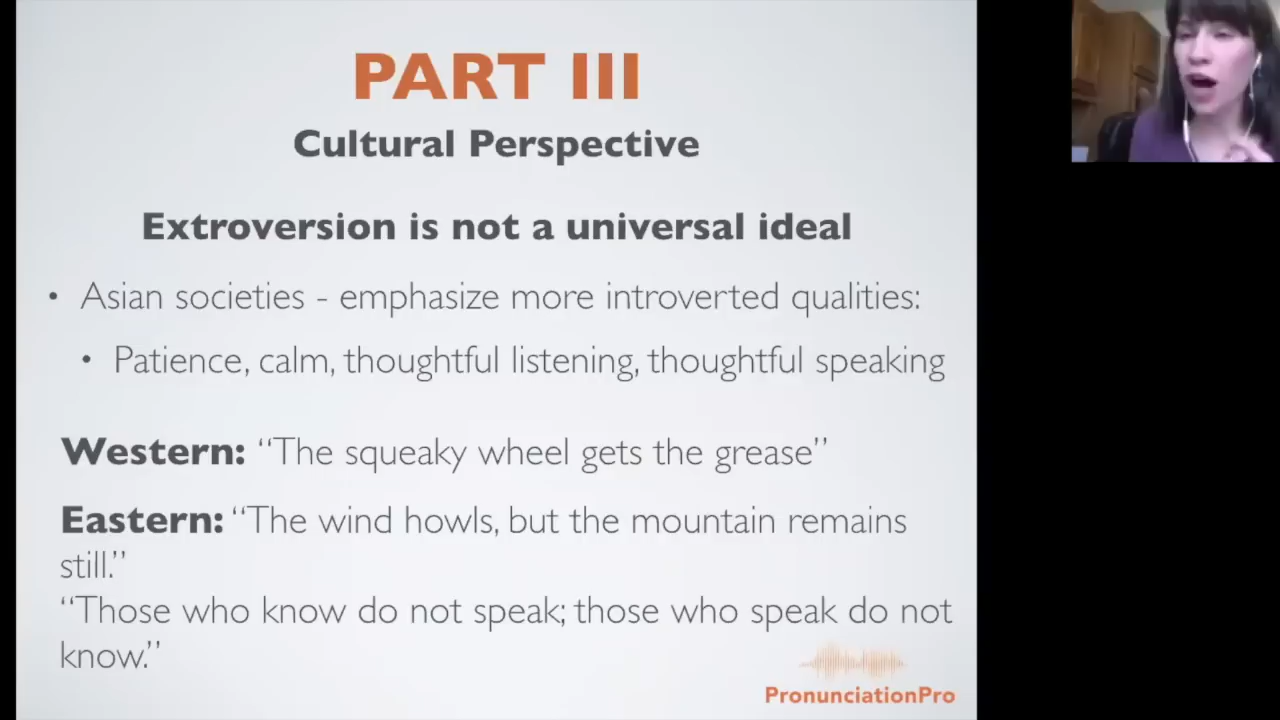 PART III
Cultural Perspective
Extroversion is not a universal ideal
• Asian societies - emphasize more introverted qualities:
• Patience, calm, thoughtful listening, thoughtful speaking
Western: “The squeaky wheel gets the grease”
Eastern: “The wind howls, but the mountain remains
still.”
“Those who know do not speak; those who speak do not
know.”
PronunciationPro